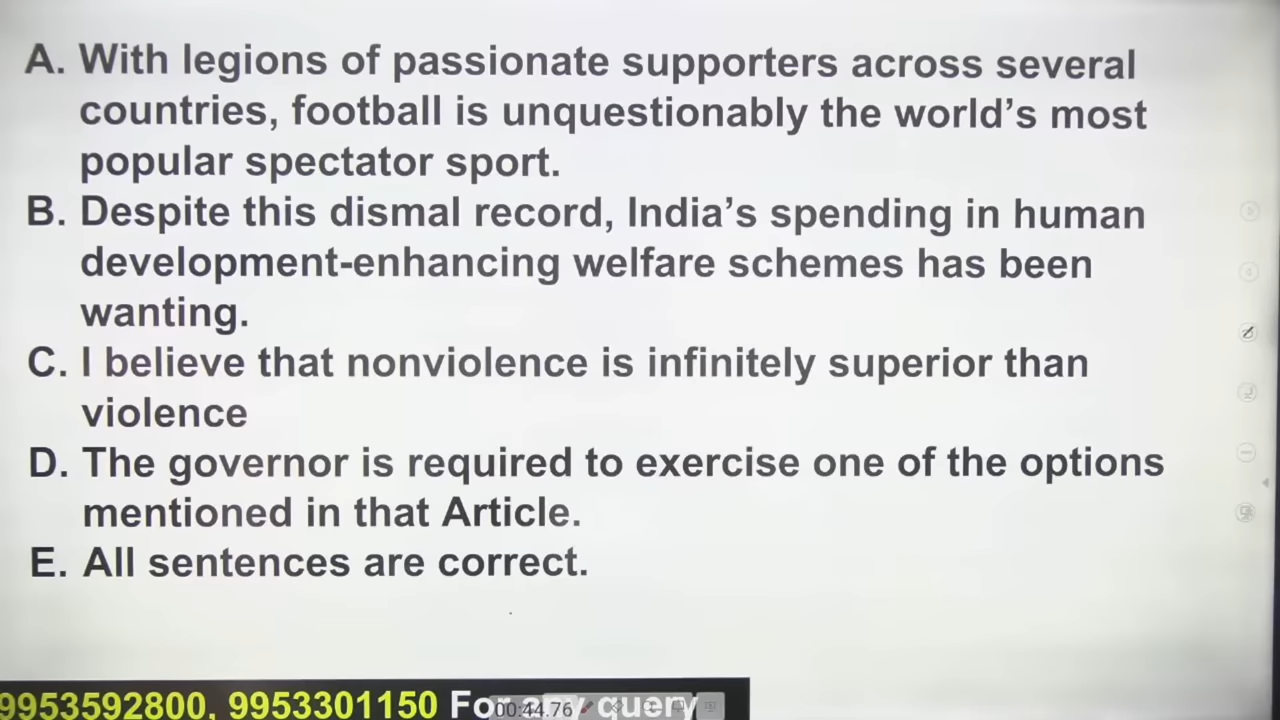 A. With legions of passionate supporters across several
countries, football is unquestionably the world's most
popular spectator sport.
B. Despite this dismal record, India's spending in human
development-enhancing welfare schemes has been
wanting.
C. I believe that nonviolence is infinitely superior than
violence
D. The governor is required to exercise one of the options
mentioned in that Article.
E. All sentences are correct.
9953592800, 9953301150 For any query
00:44.76